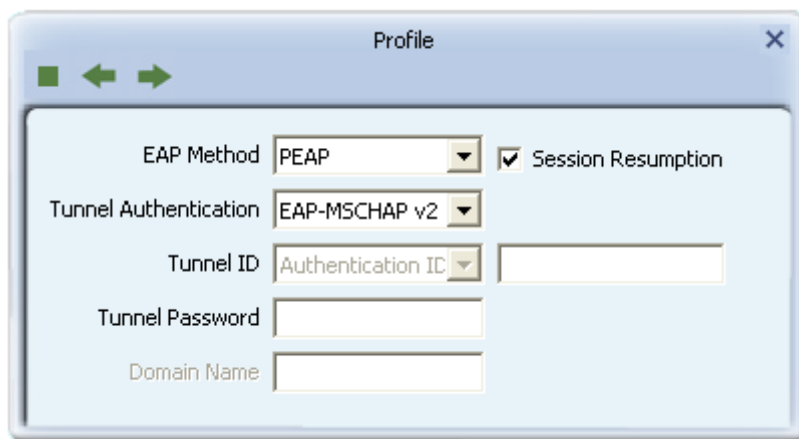 Profile
EAP Method PEAP Session Resumption
Tunnel Authentication EAP-MSCHAP v2
Tunnel ID Authentication ID
Tunnel Password
Domain Name